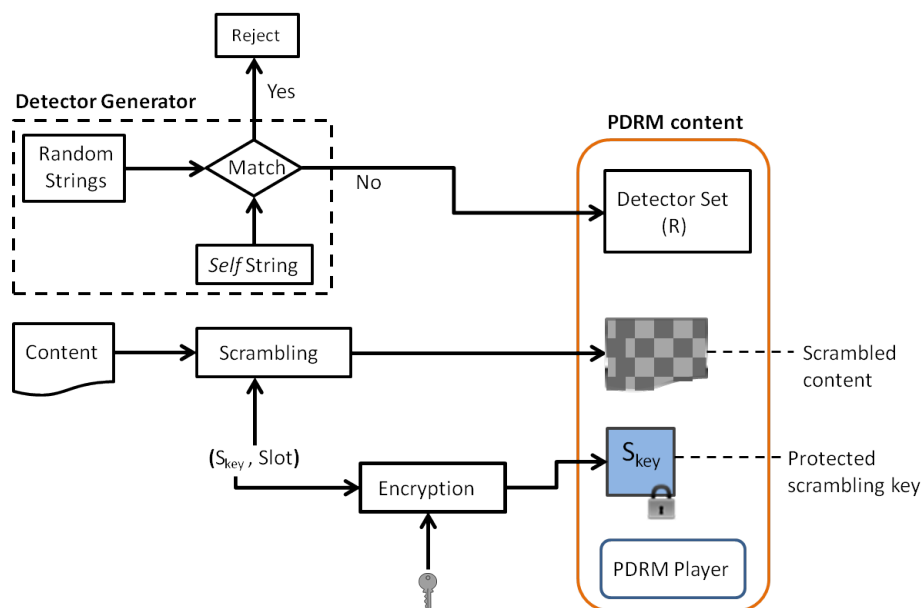 Reject
Yes
Detector Generator
Random
Strings
Match
No
Self String
PDRM content
Detector Set
(R)
Content
Scrambling
Scrambled
content
(Skey , Slot)
Encryption
Skey
Protected
scrambling key
PDRM Player